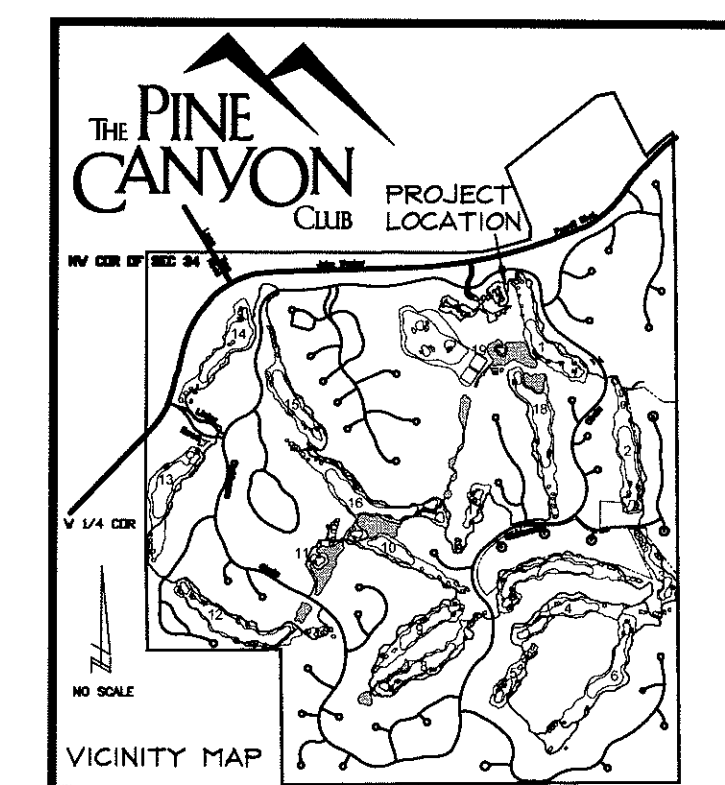 THE PINE
CANYON
CLUB
PROJECT
LOCATION
NW COR OF SEC 34
14
19
1
15
18
2
13
16
11
10
12
4
6
W 1/4 COR
N
NO SCALE
VICINITY MAP